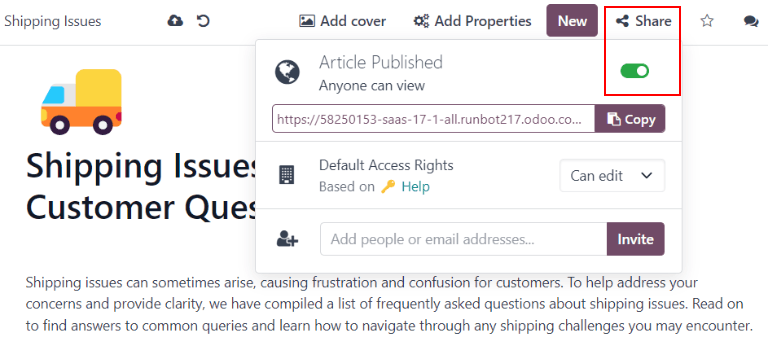 Shipping Issues Add cover Add Properties New Share
Article Published
Anyone can view
https://58250153-saas-17-1-all.runbot217.odoo.co... Copy
Shipping Issues
Default Access Rights
Based on Help Can edit
Customer Ques
Add people or email addresses... Invite
Shipping issues can sometimes arise, causing frustration and confusion for customers. To help address your
concerns and provide clarity, we have compiled a list of frequently asked questions about shipping issues. Read on
to find answers to common queries and learn how to navigate through any shipping challenges you may encounter.